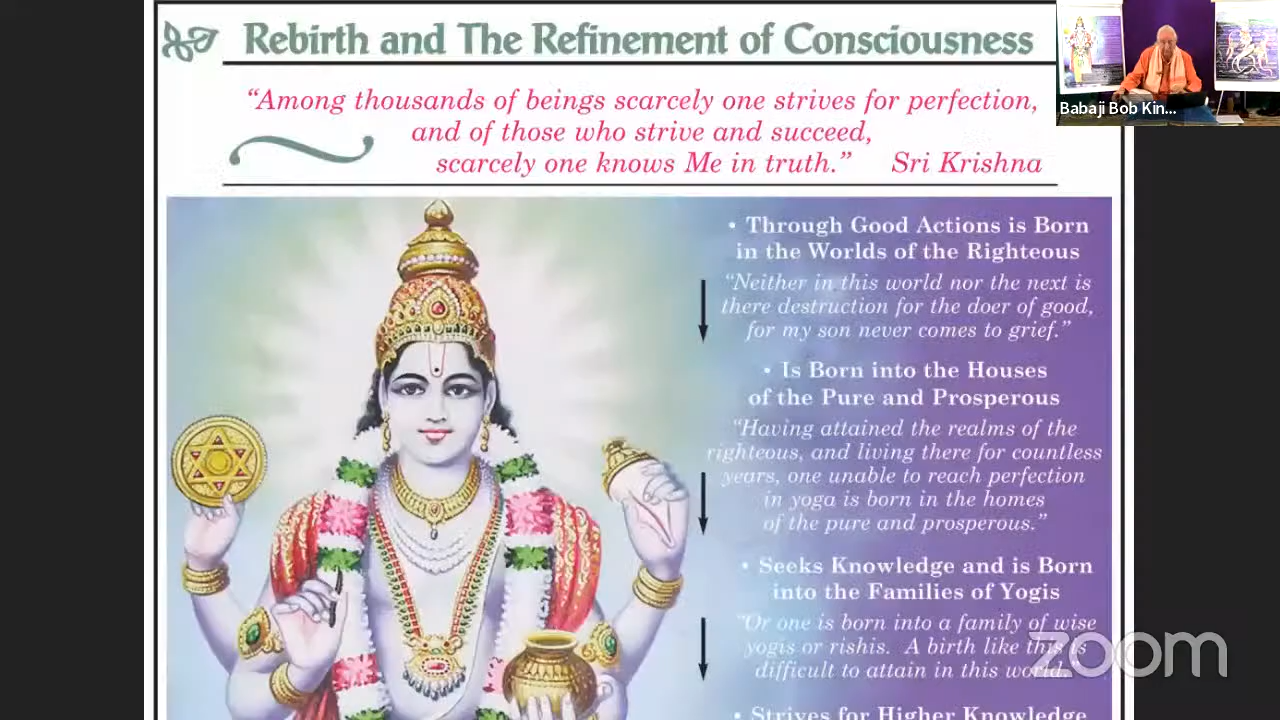 Rebirth and The Refinement of Consciousness
“Among thousands of beings scarcely one strives for perfection,
and of those who strive and succeed,
scarcely one knows Me in truth.” Sri Krishna
Babaji Bob Kin...
• Through Good Actions is Born
in the Worlds of the Righteous
“Neither in this world nor the next is
there destruction for the doer of good,
for my son never comes to grief.”
• Is Born into the Houses
of the Pure and Prosperous
“Having attained the realms of the
righteous, and living there for countless
years, one unable to reach perfection
in yoga is born in the homes
of the pure and prosperous.”
• Seeks Knowledge and is Born
into the Families of Yogis
“Or one is born into a family of wise
yogis or rishis. A birth like this is
difficult to attain in this world.”
zoom
• Strives for Higher Knowledge